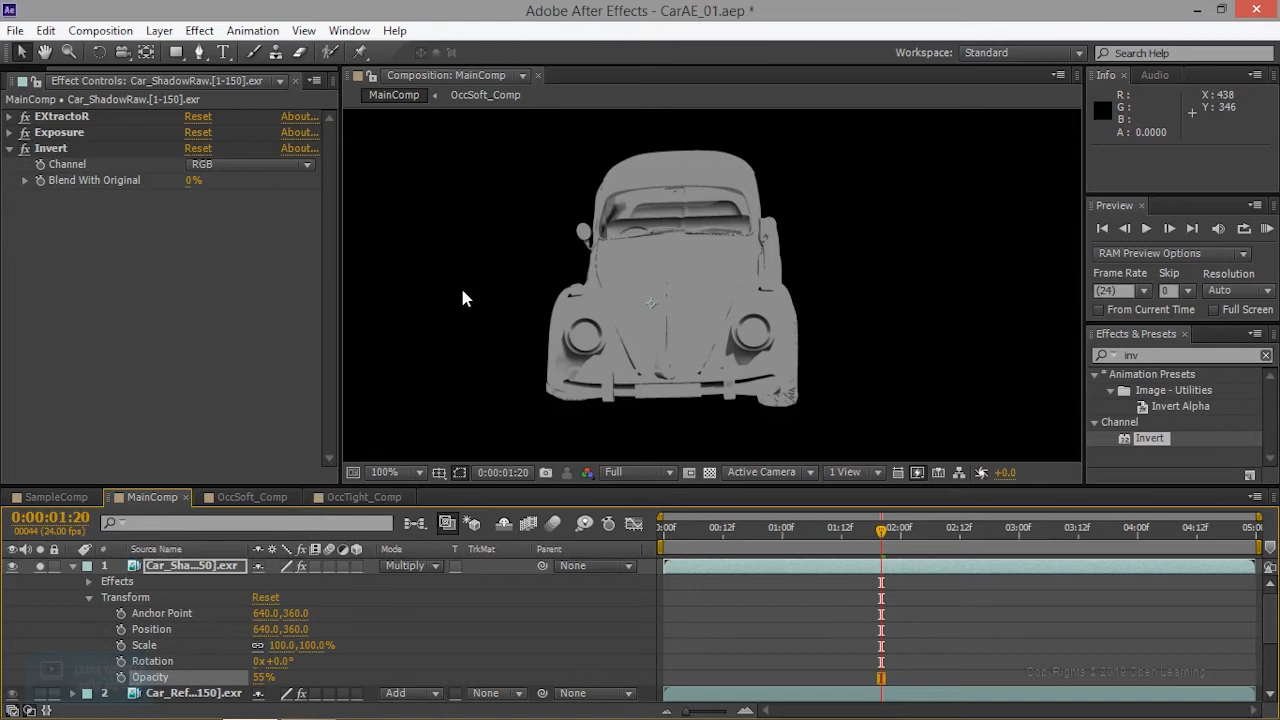 Ae Adobe After Effects - CarAE_01.aep *
File Edit Composition Layer Effect Animation View Window Help
Workspace: Standard Search Help
Effect Controls: Car_ShadowRaw.[1-150].exr
Composition: MainComp
Info Audio
MainComp • Car_ShadowRaw.[1-150].exr
MainComp OccSoft_Comp
R :
G :
B :
A : 0.0000
X : 438
Y : 346
EXtractoR Reset About...
Exposure Reset About...
Invert Reset About...
Channel RGB
Blend With Original 0%
Preview
RAM Preview Options
Frame Rate Skip Resolution
(24) 0 Auto
From Current Time Full Screen
Effects & Presets
inv
* Animation Presets
Image - Utilities
Invert Alpha
Channel
Invert
100% 0:00:01:20 Full Active Camera 1 View +0.0
SampleComp MainComp OccSoft_Comp OccTight_Comp
0:00:01:20
00044 (24.00 fps)
:00f 00:12f 01:00f 01:12f 02:00f 02:12f 03:00f 03:12f 04:00f 04:12f 05:0
# Source Name Mode T TrkMat Parent
1 [Car_Sha...50].exr Multiply None
Effects
Transform Reset
Anchor Point 640.0,360.0
Position 640.0,360.0
Scale 100.0,100.0%
Rotation 0x+0.0°
Opacity 55%
Cop Rights © 2019 Open Learning
2 Car_Ref...150].exr Add None None